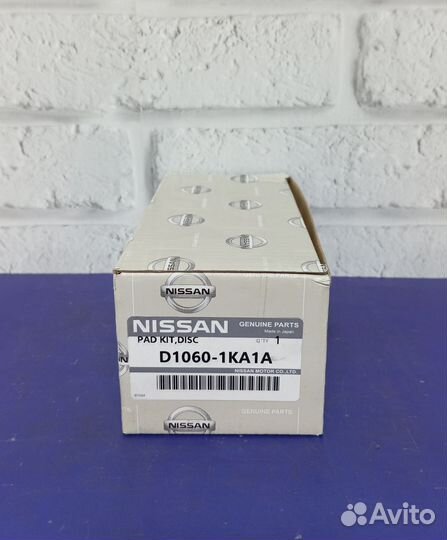 NISSAN
NISSAN GENUINE PARTS
Made in Japan
PAD KIT,DISC Q'TY 1
D1060-1KA1A
NISSAN MOTOR CO.,LTD.
GENUINE PARTS
NISSAN
Avito